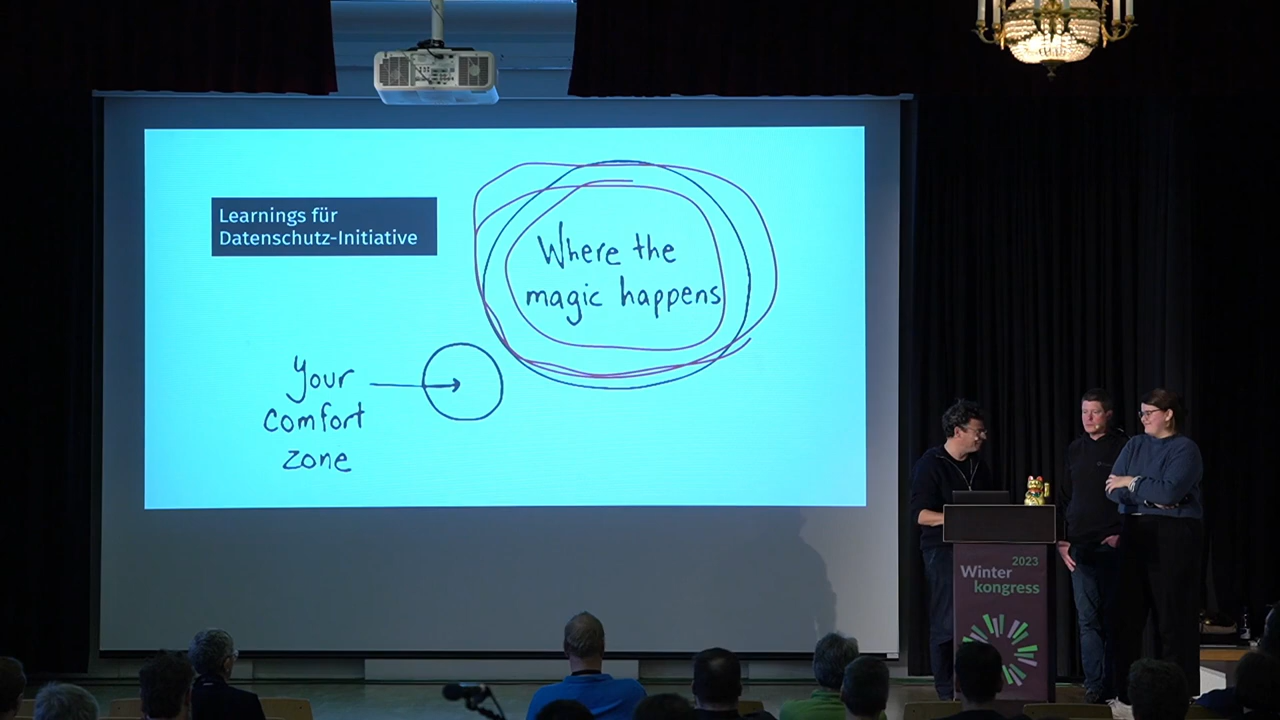 Learnings für
Datenschutz-Initiative
Where the
magic happens
Your
comfort
zone
2023
Winter
kongress